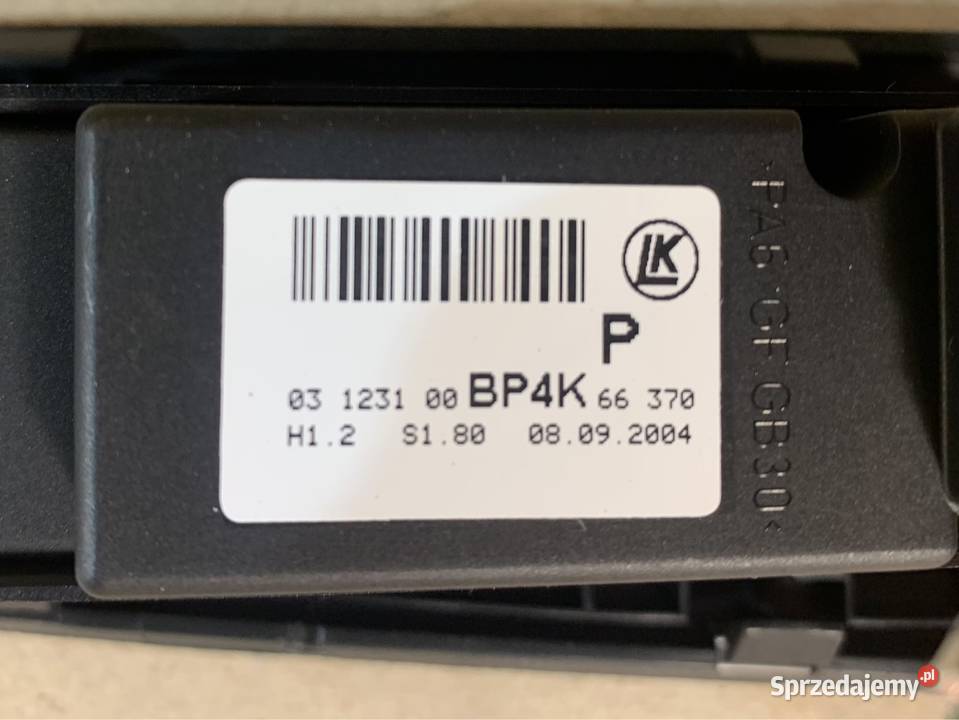 LK
P
03 1231 00 BP4K 66 370
H1.2 S1.80 08.09.2004
>PA6 GF GB30<
Sprzedajemy.pl